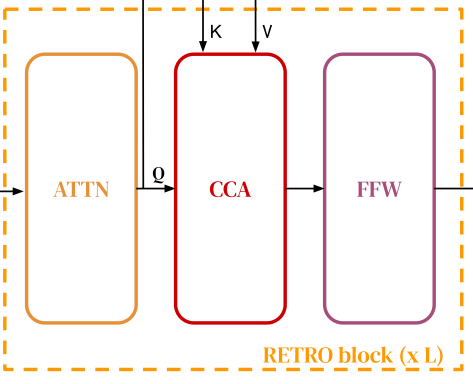 K
V
Q
ATTN
CCA
FFW
RETRO block (x L)